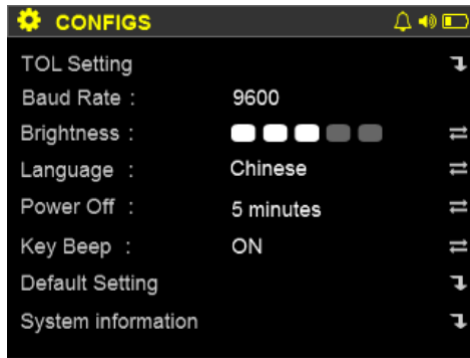 CONFIGS
TOL Setting
Baud Rate : 9600
Brightness :
Language : Chinese
Power Off : 5 minutes
Key Beep : ON
Default Setting
System information